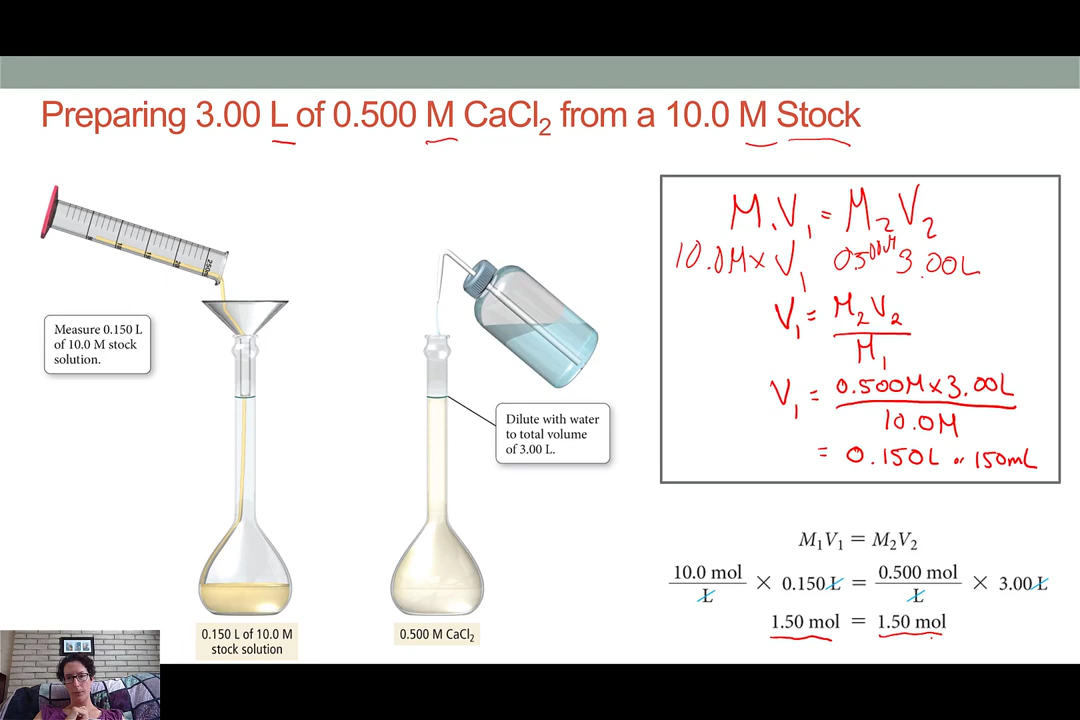 Preparing 3.00 L of 0.500 M CaCl₂ from a 10.0 M Stock
Measure 0.150 L
of 10.0 M stock
solution.
Dilute with water
to total volume
of 3.00 L.
0.150 L of 10.0 M
stock solution
0.500 M CaCl₂
M₁V₁ = M₂V₂
10.0M x V₁ 0.500M 3.00L
V₁ = M₂V₂ / M₁
V₁ = 0.500M x 3.00L / 10.0M
= 0.150L or 150mL
M₁V₁ = M₂V₂
10.0 mol / L × 0.150 L = 0.500 mol / L × 3.00 L
1.50 mol = 1.50 mol